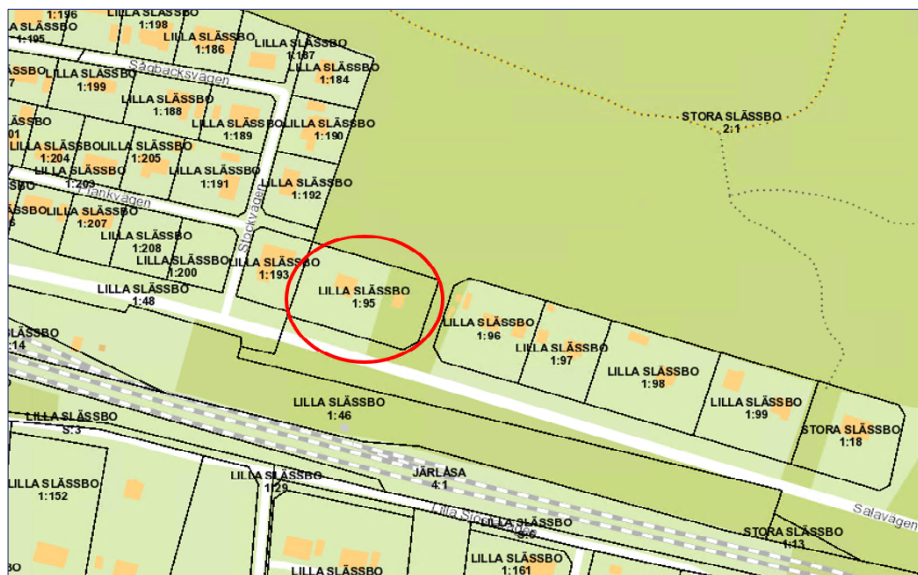 1:196
LILLA SLÄSSBO
1:198
LILLA SLÄSSBO
1:186
LILLA SLÄSSBO
1:187
1:195
Sågbacksvägen
LILLA SLÄSSBO
1:184
LILLA SLÄSSBO
1:199
LILLA SLÄSSBO
1:188
LILLA SLÄSSBO
1:189
LILLA SLÄSSBO
1:190
STORA SLÄSSBO
2:1
LILLA SLÄSSBO
1:204
LILLA SLÄSSBO
1:205
LILLA SLÄSSBO
1:203
LILLA SLÄSSBO
1:191
LILLA SLÄSSBO
1:192
Plankvägen
Stockvägen
LILLA SLÄSSBO
1:207
LILLA SLÄSSBO
1:208
LILLA SLÄSSBO
1:200
LILLA SLÄSSBO
1:193
LILLA SLÄSSBO
1:48
LILLA SLÄSSBO
1:95
LILLA SLÄSSBO
1:96
LILLA SLÄSSBO
1:97
LILLA SLÄSSBO
1:98
LILLA SLÄSSBO
1:99
STORA SLÄSSBO
1:18
LILLA SLÄSSBO
1:46
LILLA SLÄSSBO
S:3
JÄRLÅSA
4:1
LILLA SLÄSSBO
1:29
LILLA SLÄSSBO
1:152
Salavägen
LILLA SLÄSSBO
S:6
STORA SLÄSSBO
1:13
LILLA SLÄSSBO
LILLA SLÄSSBO
LILLA SLÄSSBO
1:161